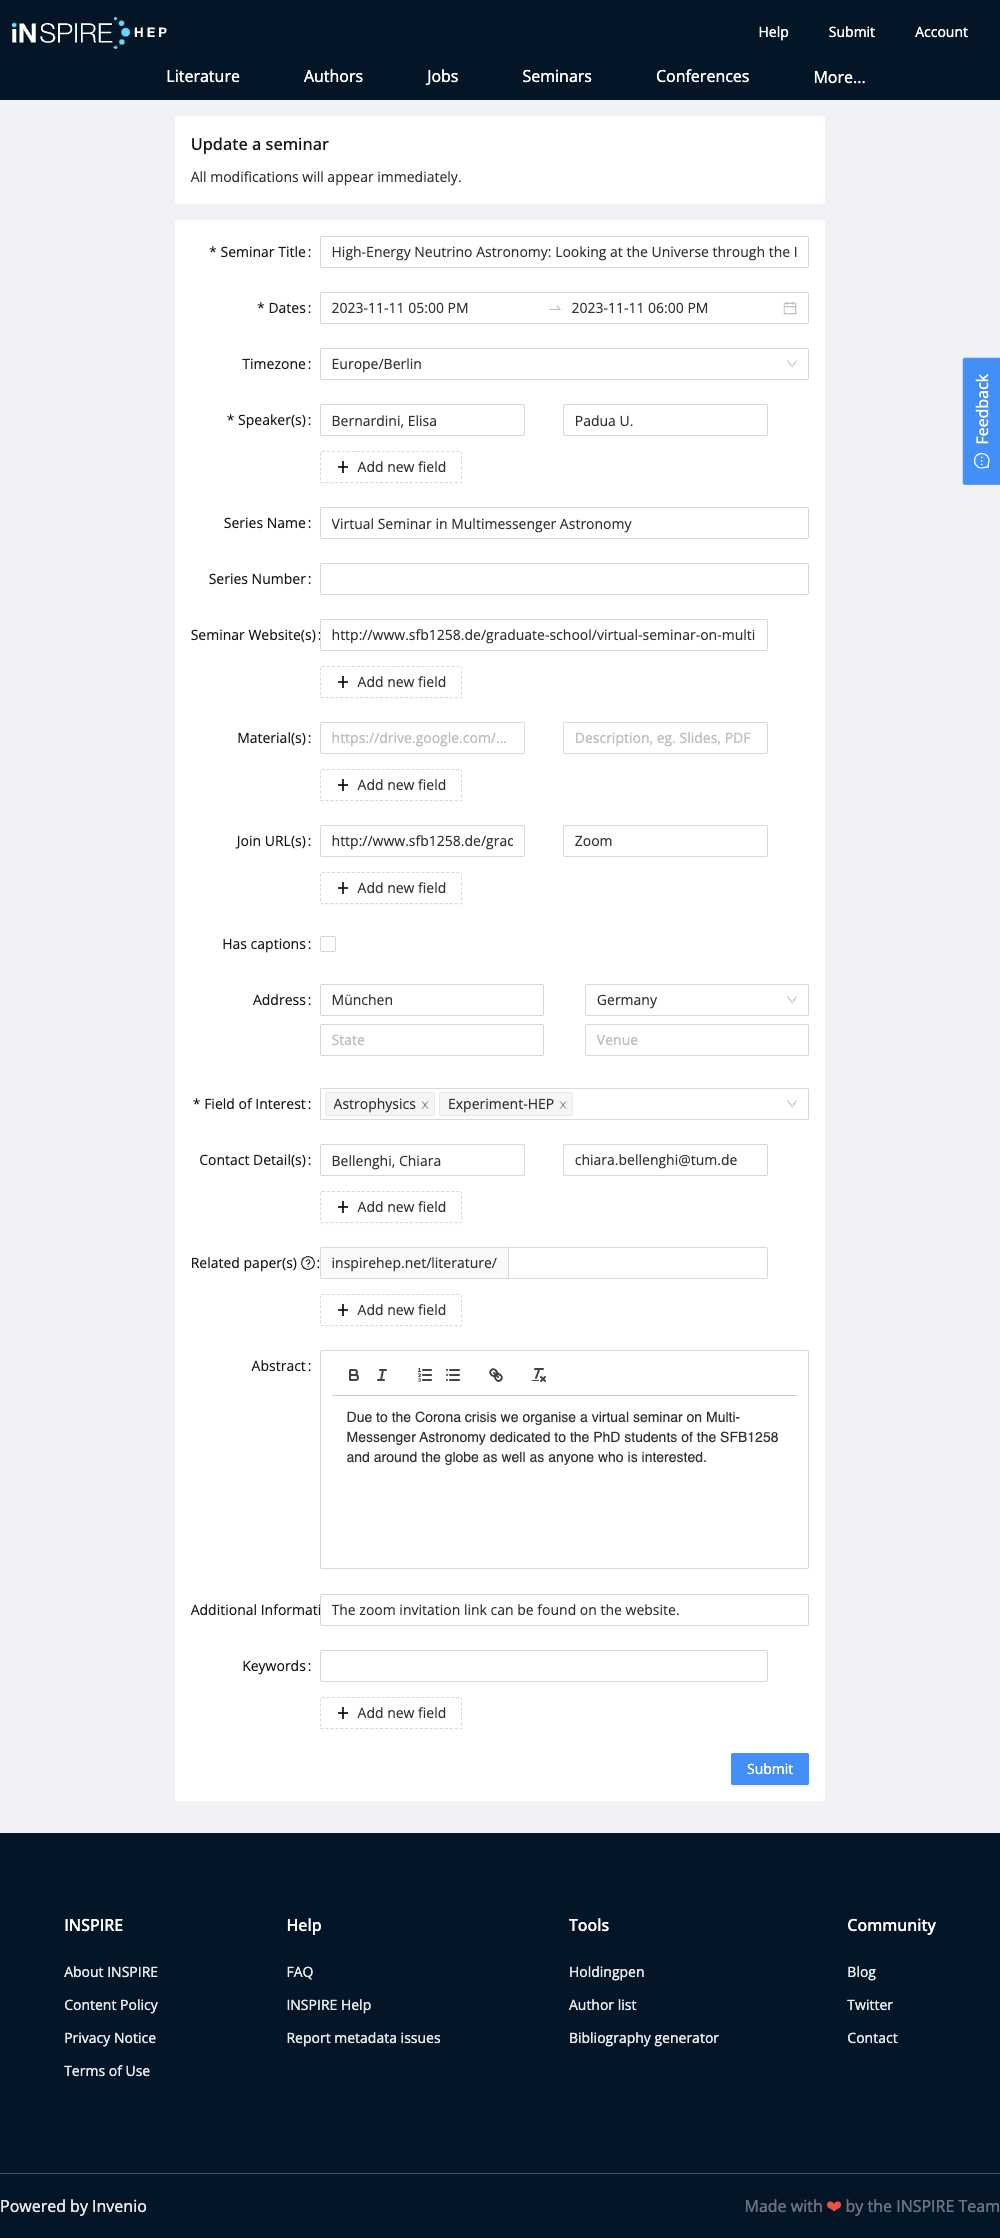 iNSPIRE HEP
Help Submit Account
Literature Authors Jobs Seminars Conferences More...
Update a seminar
All modifications will appear immediately.
* Seminar Title: High-Energy Neutrino Astronomy: Looking at the Universe through the
* Dates: 2023-11-11 05:00 PM → 2023-11-11 06:00 PM
Timezone: Europe/Berlin
Feedback
* Speaker(s): Bernardini, Elisa Padua U.
+ Add new field
Series Name: Virtual Seminar in Multimessenger Astronomy
Series Number:
Seminar Website(s): http://www.sfb1258.de/graduate-school/virtual-seminar-on-multi
+ Add new field
Material(s): https://drive.google.com/... Description, eg. Slides, PDF
+ Add new field
Join URL(s): http://www.sfb1258.de/grac Zoom
+ Add new field
Has captions:
Address: München Germany
State Venue
* Field of Interest: Astrophysics × Experiment-HEP ×
Contact Detail(s): Bellenghi, Chiara chiara.bellenghi@tum.de
+ Add new field
Related paper(s) ?: inspirehep.net/literature/
+ Add new field
Abstract: B I
Due to the Corona crisis we organise a virtual seminar on Multi-
Messenger Astronomy dedicated to the PhD students of the SFB1258
and around the globe as well as anyone who is interested.
Additional Informati The zoom invitation link can be found on the website.
Keywords:
+ Add new field
Submit
INSPIRE Help Tools Community
About INSPIRE FAQ Holdingpen Blog
Content Policy INSPIRE Help Author list Twitter
Privacy Notice Report metadata issues Bibliography generator Contact
Terms of Use
Powered by Invenio Made with ❤ by the INSPIRE Team